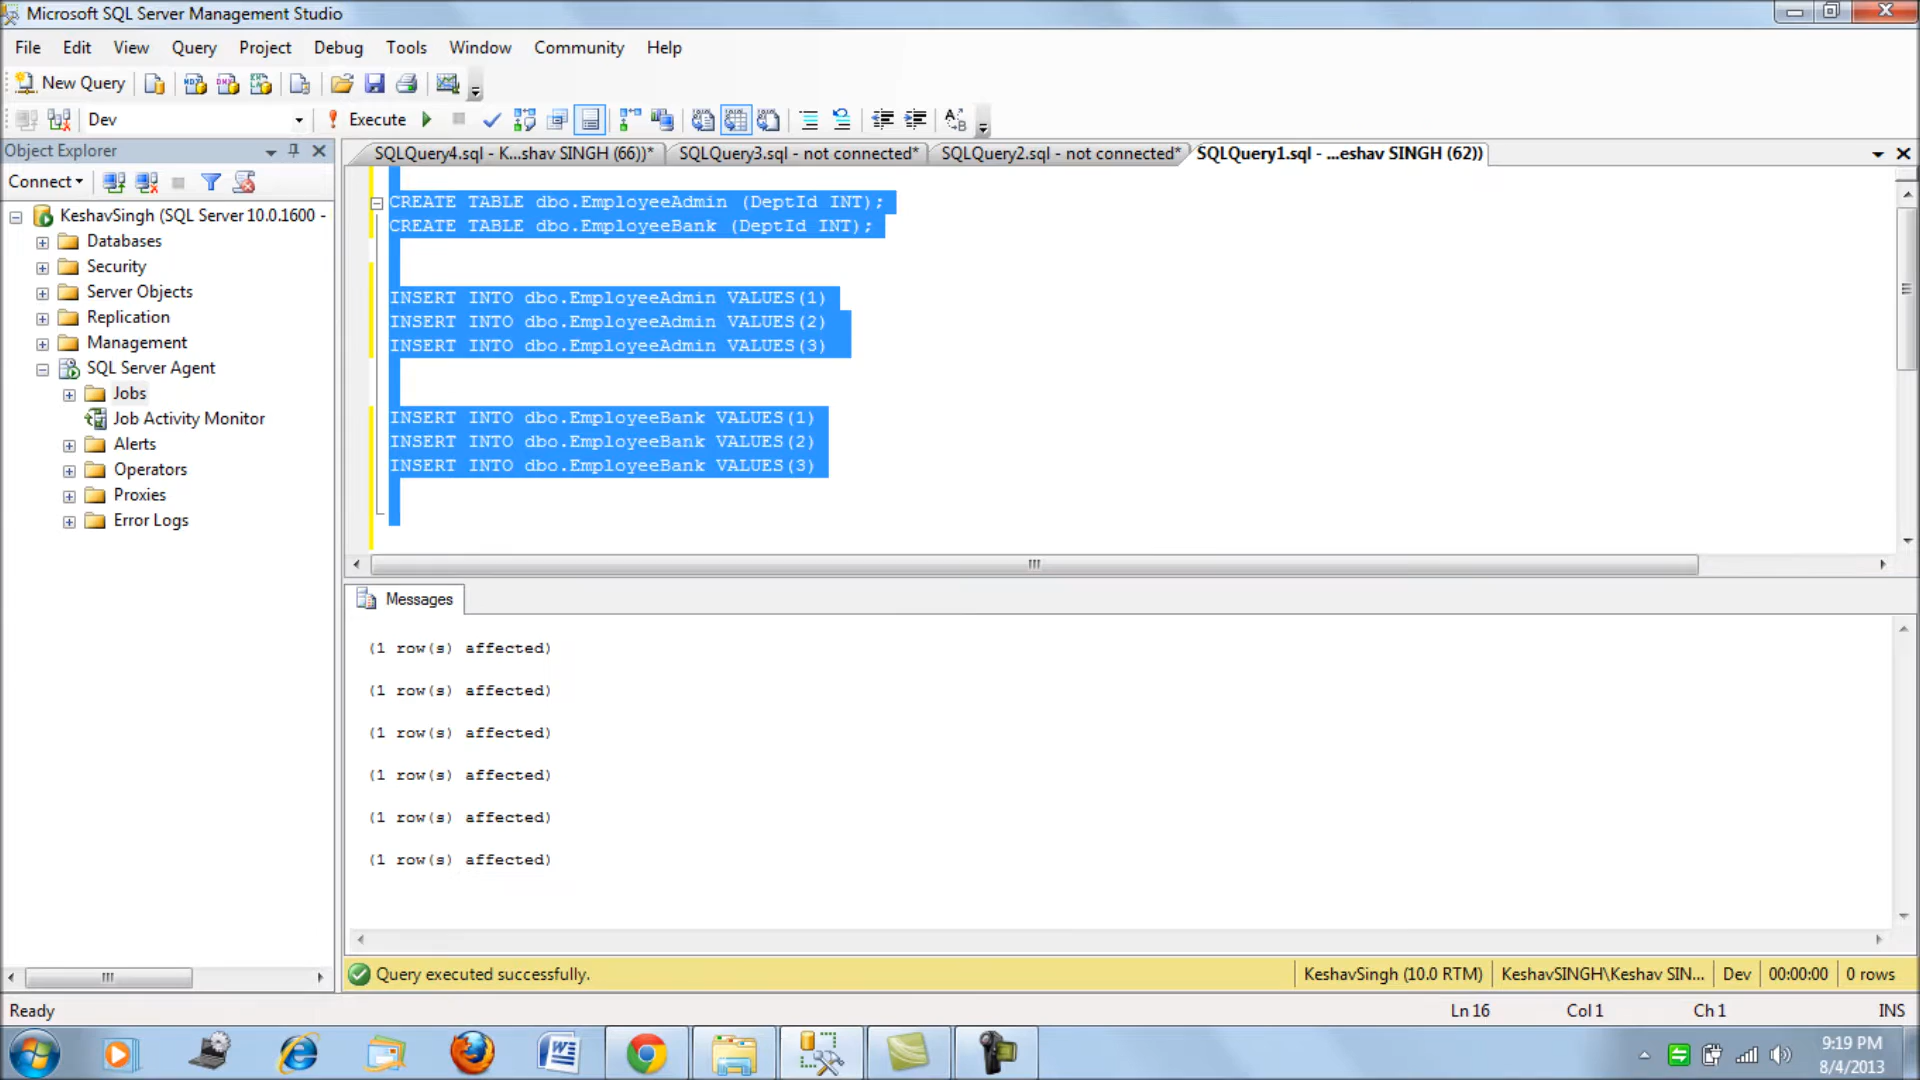 Microsoft SQL Server Management Studio
File Edit View Query Project Debug Tools Window Community Help
New Query
Dev Execute
Object Explorer
SQLQuery4.sql - K...shav SINGH (66))* SQLQuery3.sql - not connected* SQLQuery2.sql - not connected* SQLQuery1.sql - ...eshav SINGH (62))
Connect
KeshavSingh (SQL Server 10.0.1600 -
Databases
Security
Server Objects
Replication
Management
SQL Server Agent
Jobs
Job Activity Monitor
Alerts
Operators
Proxies
Error Logs
CREATE TABLE dbo.EmployeeAdmin (DeptId INT);
CREATE TABLE dbo.EmployeeBank (DeptId INT);
INSERT INTO dbo.EmployeeAdmin VALUES(1)
INSERT INTO dbo.EmployeeAdmin VALUES(2)
INSERT INTO dbo.EmployeeAdmin VALUES(3)
INSERT INTO dbo.EmployeeBank VALUES(1)
INSERT INTO dbo.EmployeeBank VALUES(2)
INSERT INTO dbo.EmployeeBank VALUES(3)
Messages
(1 row(s) affected)
(1 row(s) affected)
(1 row(s) affected)
(1 row(s) affected)
(1 row(s) affected)
(1 row(s) affected)
Query executed successfully. KeshavSingh (10.0 RTM) KeshavSINGH\Keshav SIN... Dev 00:00:00 0 rows
Ready Ln 16 Col 1 Ch 1 INS
9:19 PM
8/4/2013